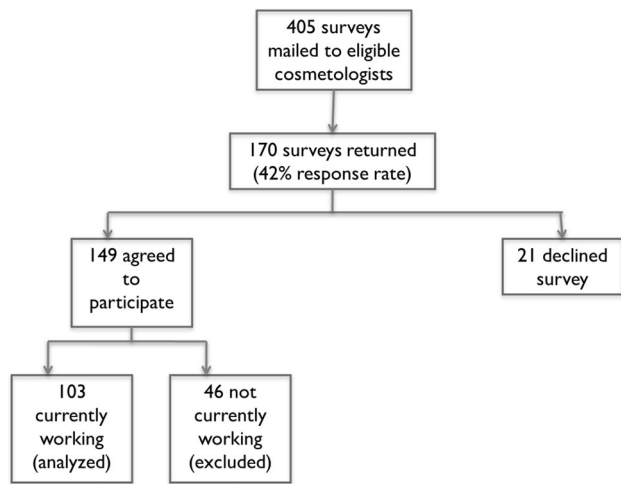 405 surveys
mailed to eligible
cosmetologists
170 surveys returned
(42% response rate)
149 agreed
to
participate
21 declined
survey
103
currently
working
(analyzed)
46 not
currently
working
(excluded)